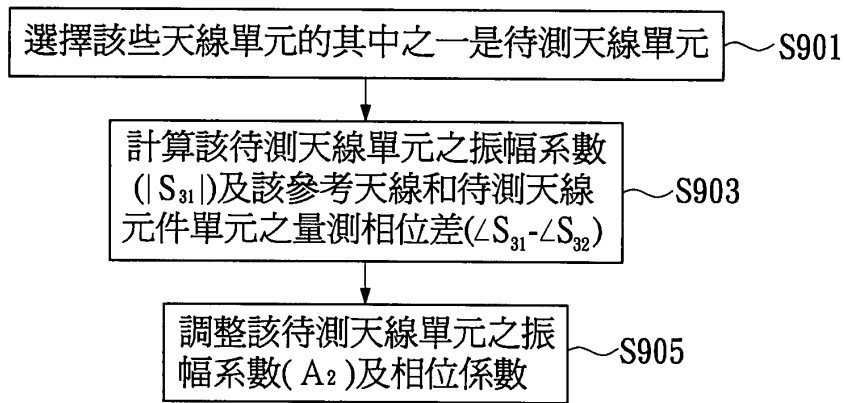 選擇該些天線單元的其中之一是待測天線單元
S901
計算該待測天線單元之振幅系數
(|S₃₁|)及該參考天線和待測天線
元件單元之量測相位差(∠S₃₁-∠S₃₂)
S903
調整該待測天線單元之振
幅系數(A₂)及相位係數
S905